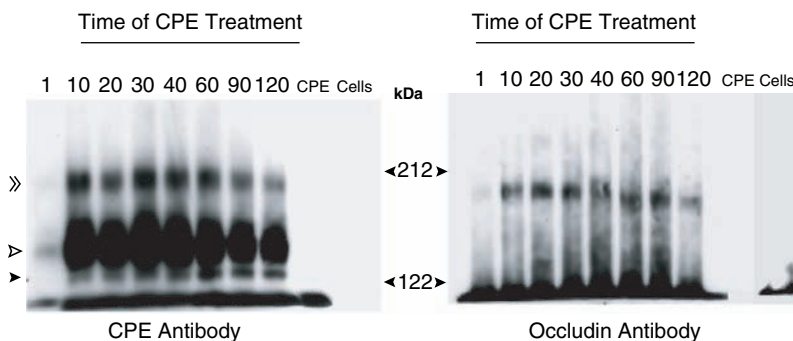 Time of CPE Treatment
Time of CPE Treatment
1 10 20 30 40 60 90 120 CPE Cells
kDa
1 10 20 30 40 60 90 120 CPE Cells
212
122
CPE Antibody
Occludin Antibody